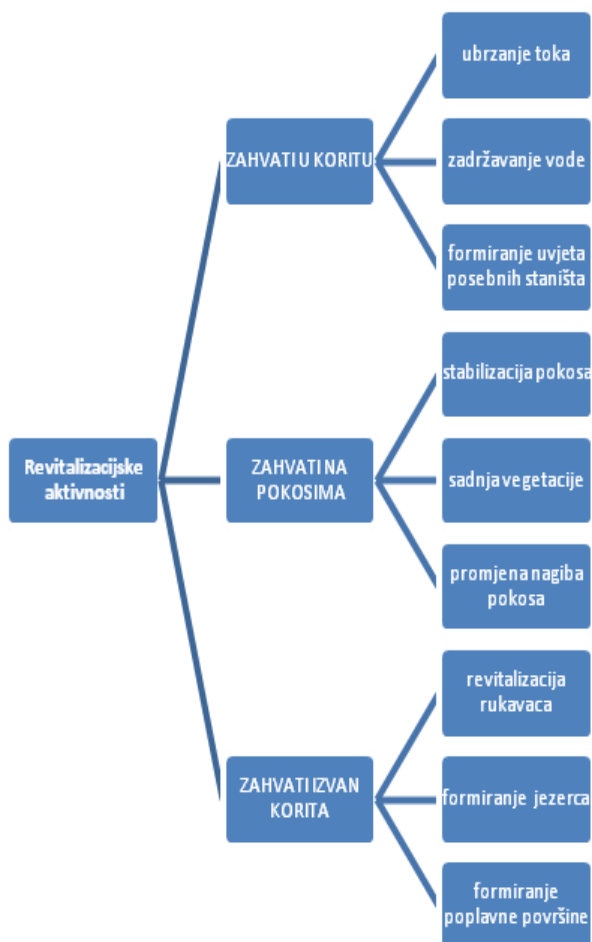 Revitalizacijske
aktivnosti
ZAHVATI U KORITU
ubrzanje toka
zadržavanje vode
formiranje uvjeta
posebnih staništa
ZAHVATI NA
POKOSIMA
stabilizacija pokosa
sadnja vegetacije
promjena nagiba
pokosa
ZAHVATI IZVAN
KORITA
revitalizacija
rukavaca
formiranje jezerca
formiranje
poplavne površine